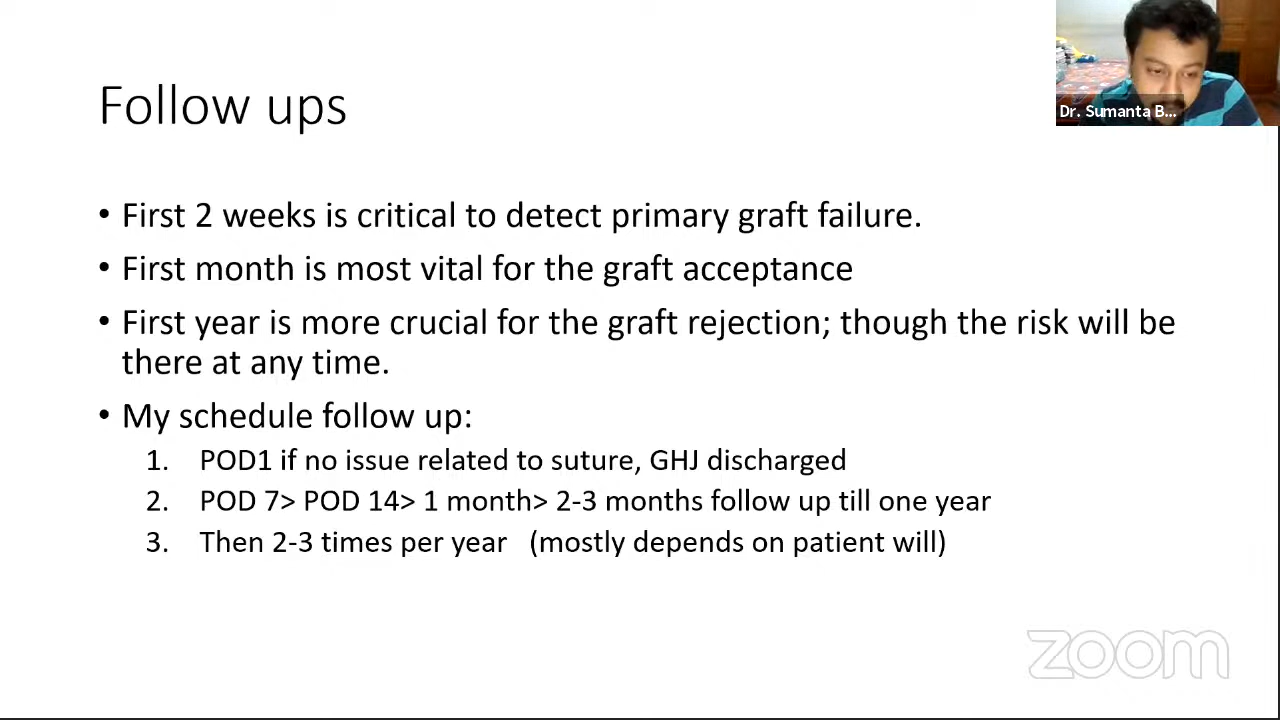 Follow ups
Dr. Sumanta B...
• First 2 weeks is critical to detect primary graft failure.
• First month is most vital for the graft acceptance
• First year is more crucial for the graft rejection; though the risk will be
there at any time.
• My schedule follow up:
1. POD1 if no issue related to suture, GHJ discharged
2. POD 7> POD 14> 1 month> 2-3 months follow up till one year
3. Then 2-3 times per year (mostly depends on patient will)
zoom